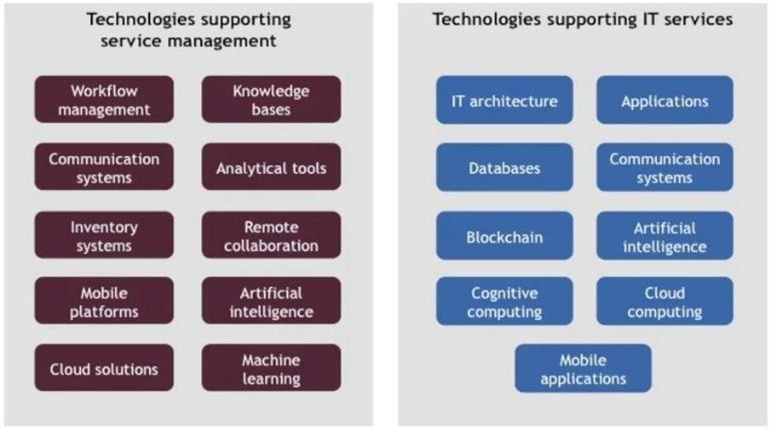 Technologies supporting
service management
Workflow
management
Knowledge
bases
Communication
systems
Analytical tools
Inventory
systems
Remote
collaboration
Mobile
platforms
Artificial
intelligence
Cloud solutions
Machine
learning
Technologies supporting IT services
IT architecture
Applications
Databases
Communication
systems
Blockchain
Artificial
intelligence
Cognitive
computing
Cloud
computing
Mobile
applications